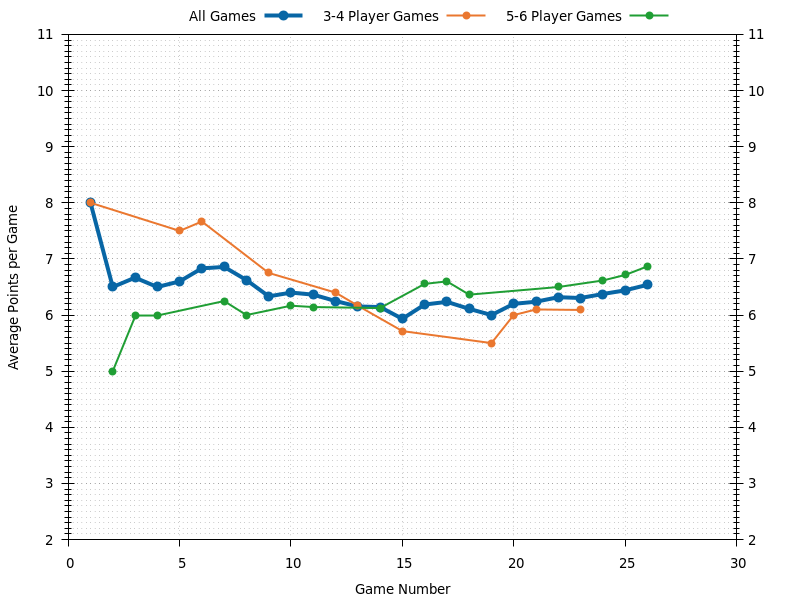 All Games 3-4 Player Games 5-6 Player Games
11 11
10 10
9 9
8 8
7 7
6 6
5 5
4 4
3 3
2 2
0 5 10 15 20 25 30
Game Number
Average Points per Game